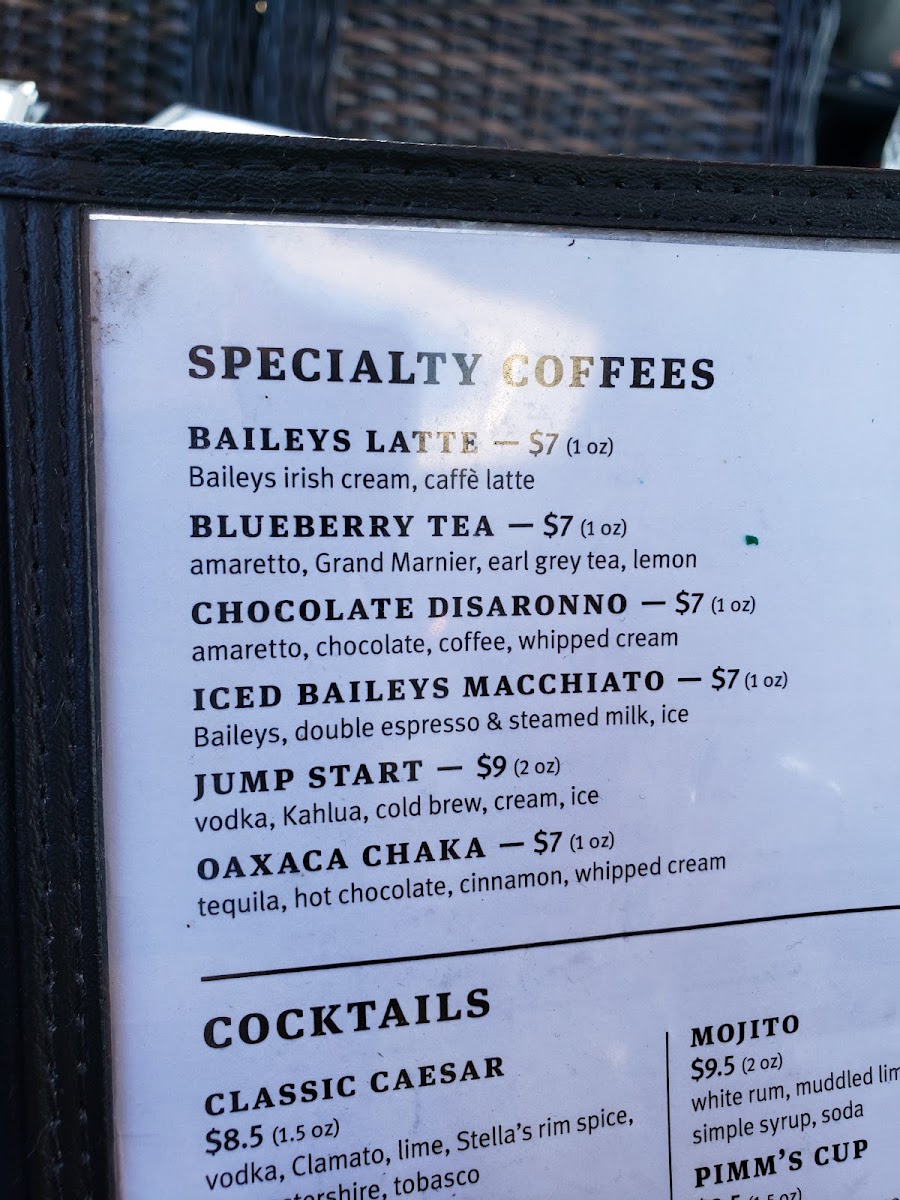 SPECIALTY COFFEES
BAILEYS LATTE — $7 (1 oz)
Baileys irish cream, caffè latte
BLUEBERRY TEA — $7 (1 oz)
amaretto, Grand Marnier, earl grey tea, lemon
CHOCOLATE DISARONNO — $7 (1 oz)
amaretto, chocolate, coffee, whipped cream
ICED BAILEYS MACCHIATO — $7 (1 oz)
Baileys, double espresso & steamed milk, ice
JUMP START — $9 (2 oz)
vodka, Kahlua, cold brew, cream, ice
OAXACA CHAKA — $7 (1 oz)
tequila, hot chocolate, cinnamon, whipped cream
COCKTAILS
CLASSIC CAESAR
$8.5 (1.5 oz)
vodka, Clamato, lime, Stella's rim spice,
tobasco
MOJITO
$9.5 (2 oz)
white rum, muddled
simple syrup, soda
PIMM'S CUP